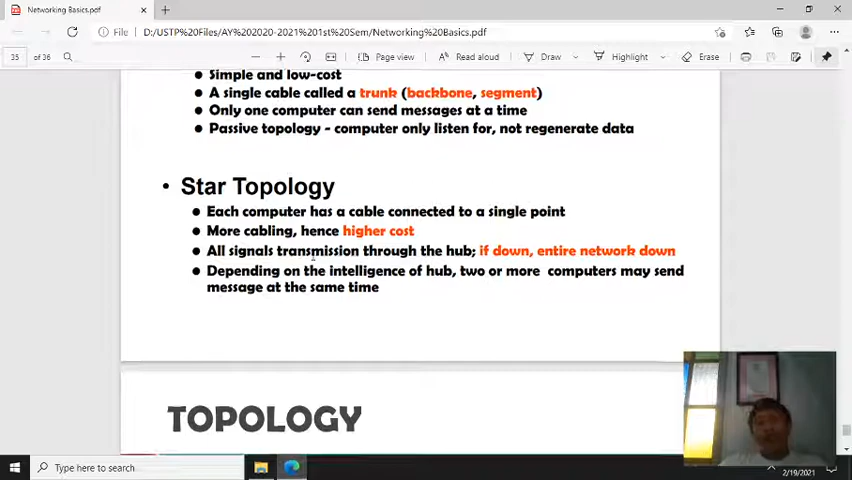 Networking Basics.pdf
File
D:/USTP%20Files/AY%202020-2021%201st%20Sem/Networking%20Basics.pdf
35 of 36
Page view
Read aloud
Draw
Highlight
Erase
Simple and low-cost
A single cable called a trunk (backbone, segment)
Only one computer can send messages at a time
Passive topology - computer only listen for, not regenerate data
Star Topology
Each computer has a cable connected to a single point
More cabling, hence higher cost
All signals transmission through the hub; if down, entire network down
Depending on the intelligence of hub, two or more computers may send
message at the same time
TOPOLOGY
Type here to search
2/19/2021